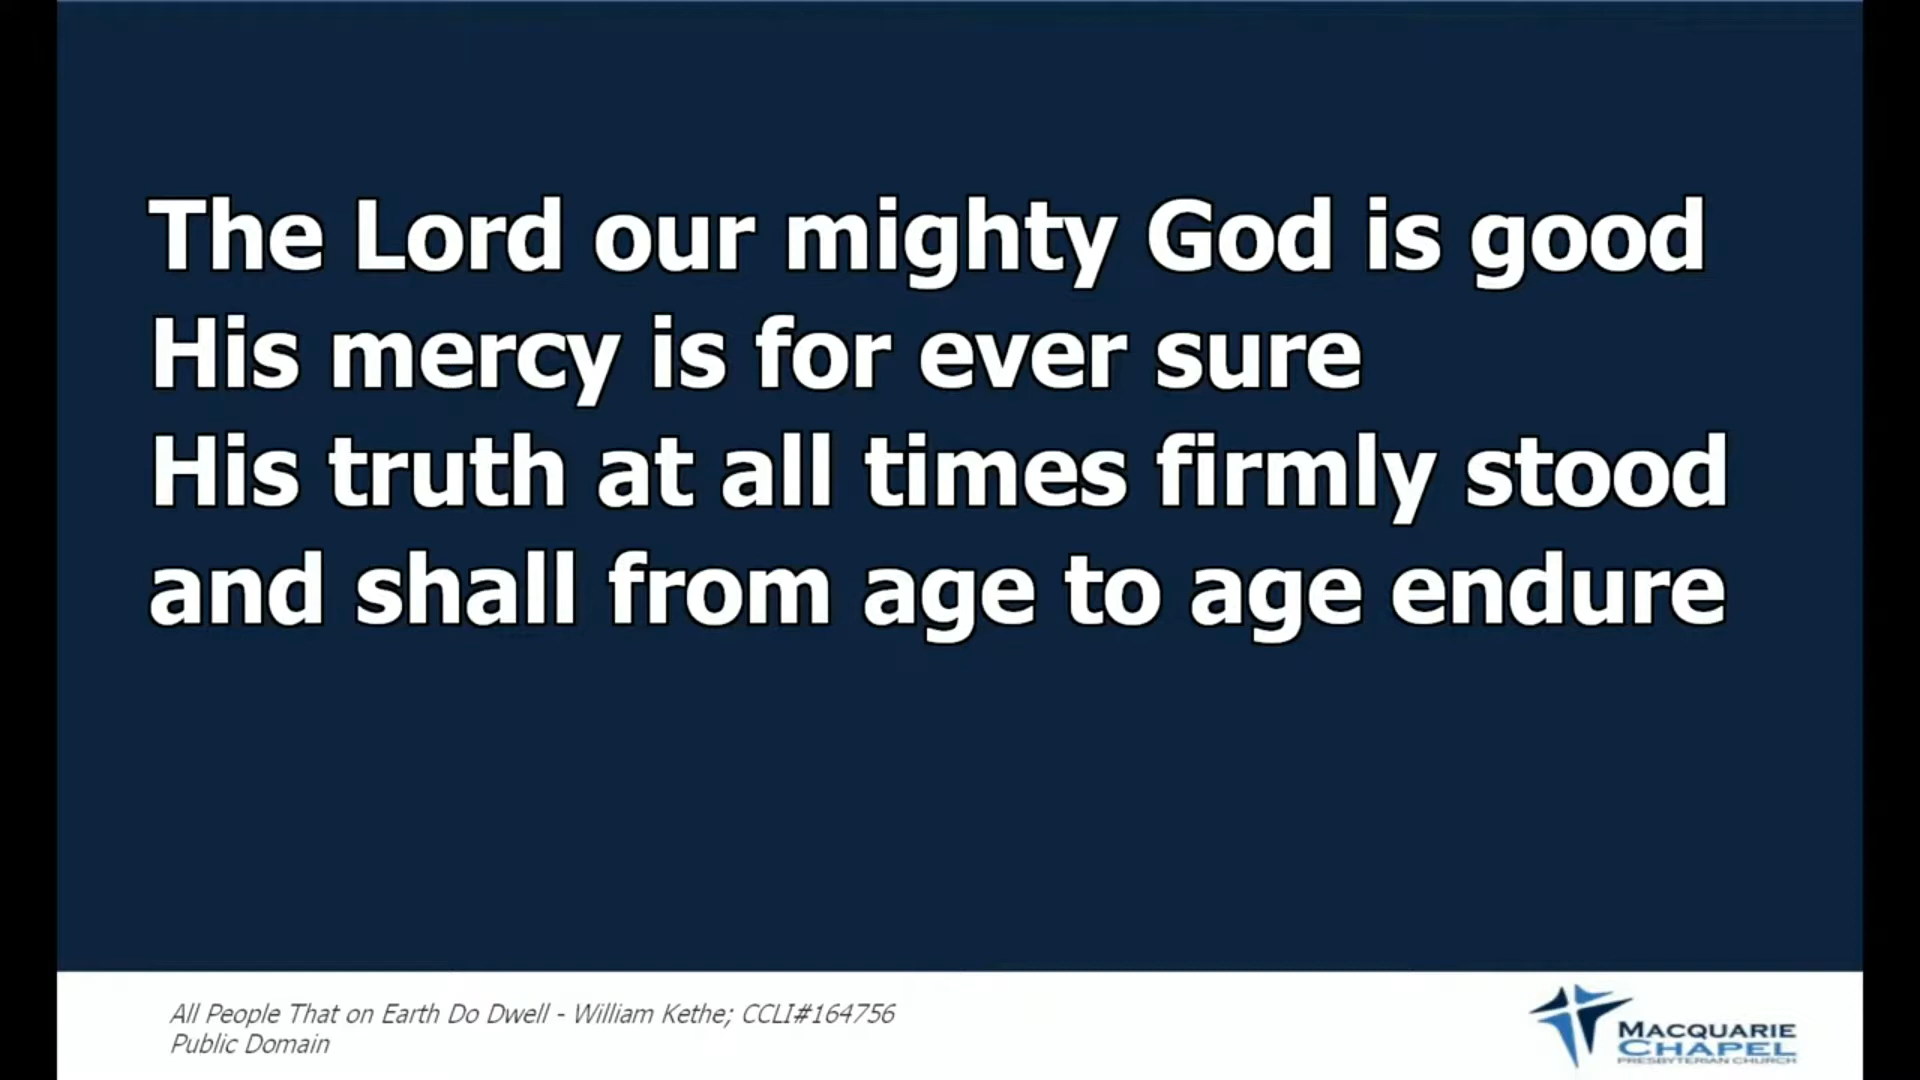 The Lord our mighty God is good
His mercy is for ever sure
His truth at all times firmly stood
and shall from age to age endure
All People That on Earth Do Dwell - William Kethe; CCLI#164756
Public Domain
MACQUARIE
CHAPEL
PRESBYTERIAN CHURCH